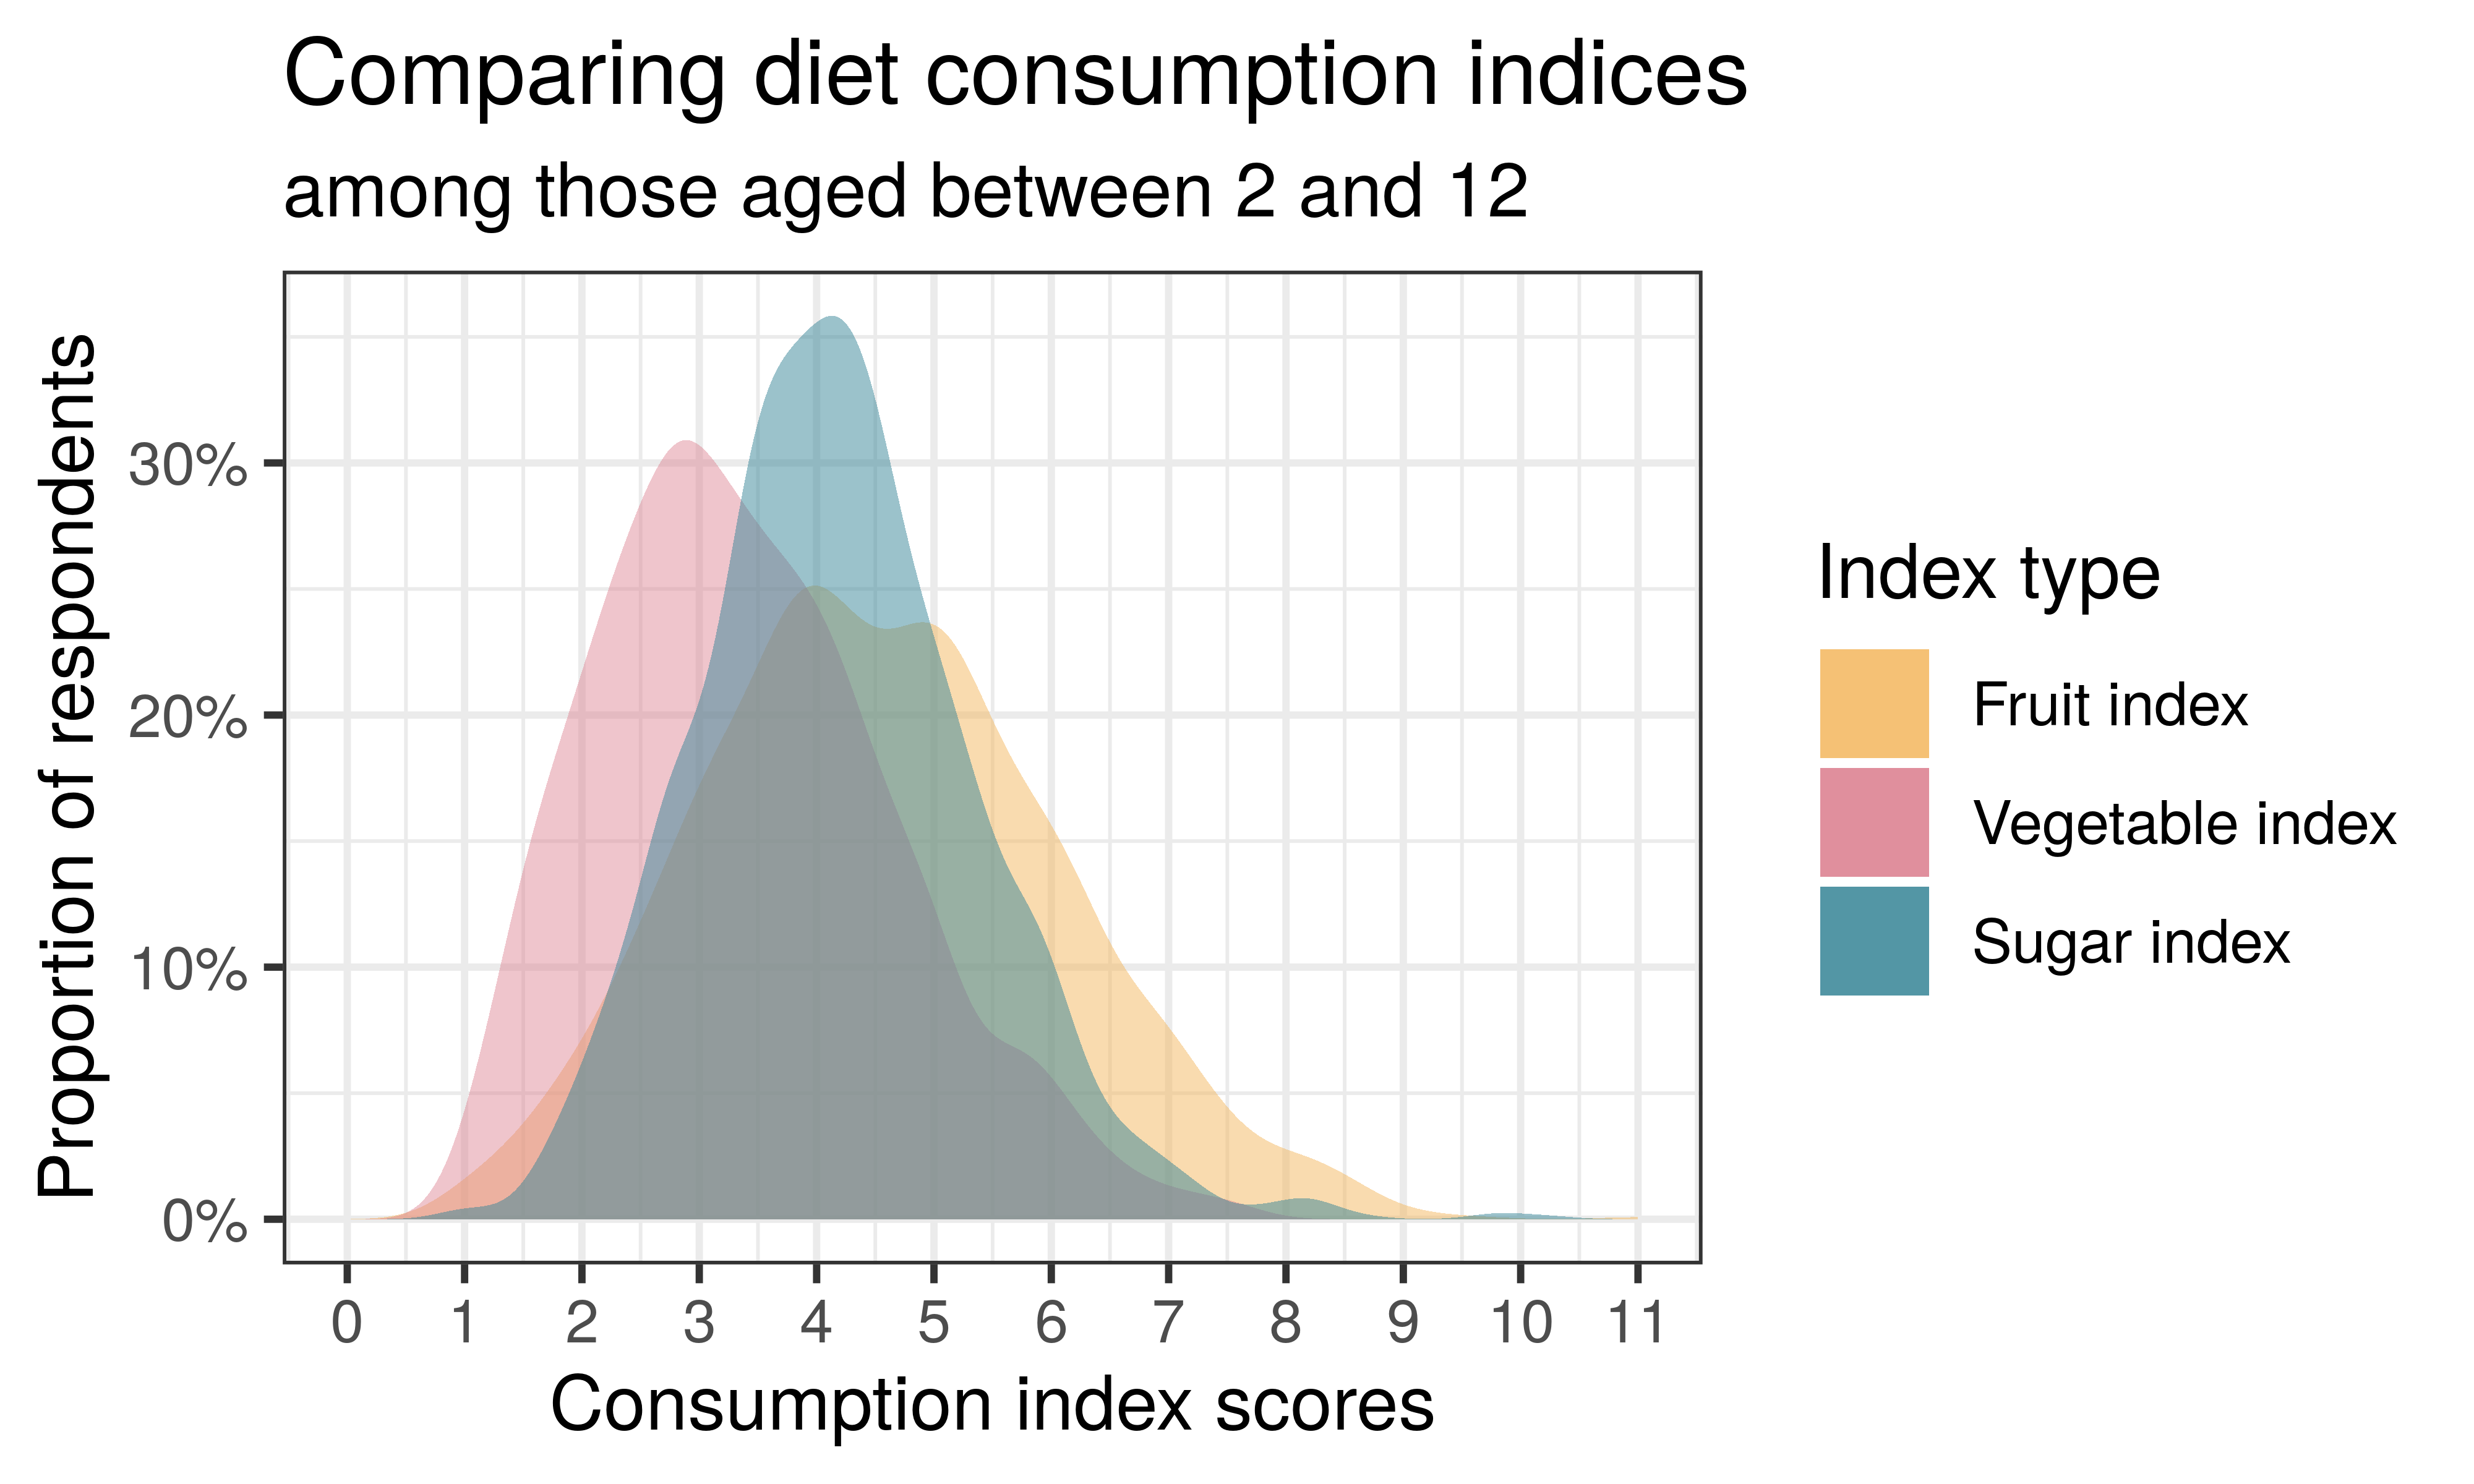 Comparing diet consumption indices
among those aged between 2 and 12
Proportion of respondents
30%
20%
10%
0%
0 1 2 3 4 5 6 7 8 9 10 11
Consumption index scores
Index type
Fruit index
Vegetable index
Sugar index